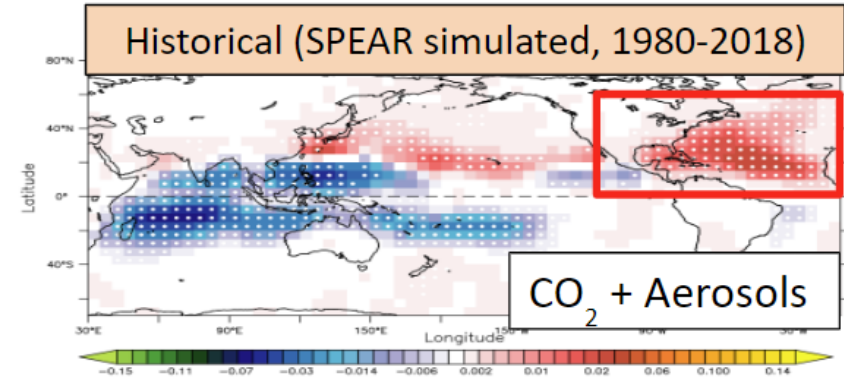 Historical (SPEAR simulated, 1980-2018)
80°N
40°N
0°
40°S
Latitude
CO₂ + Aerosols
30°E 90°E 150°E
Longitude
-0.15 -0.11 -0.07 -0.03 -0.014 -0.006 0.002 0.01 0.02 0.06 0.100 0.14